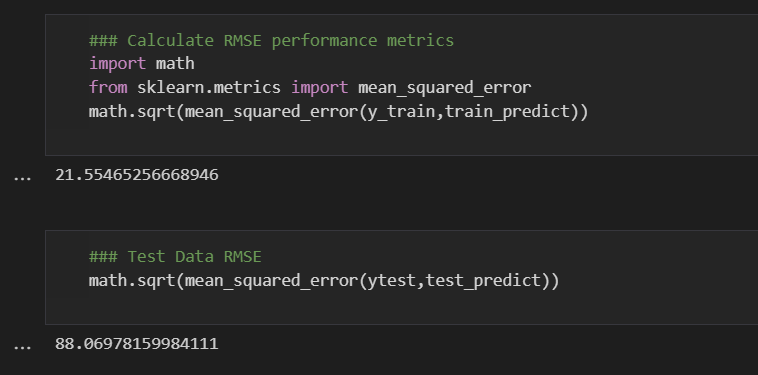 ### Calculate RMSE performance metrics
import math
from sklearn.metrics import mean_squared_error
math.sqrt(mean_squared_error(y_train,train_predict))
... 21.55465256668946
### Test Data RMSE
math.sqrt(mean_squared_error(ytest,test_predict))
... 88.06978159984111